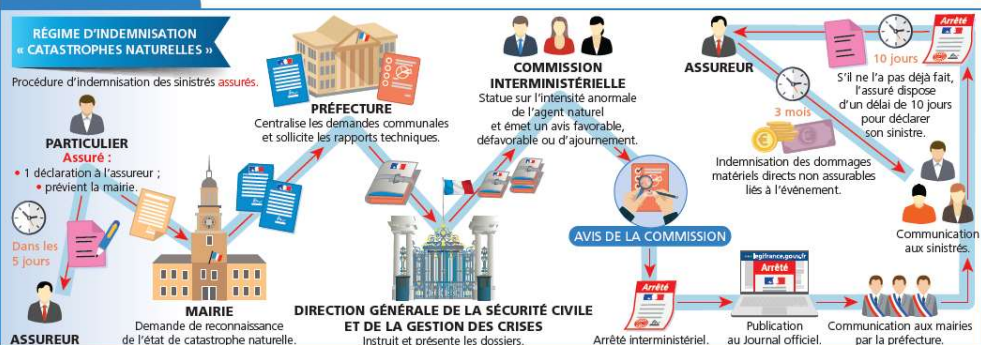 RÉGIME D'INDEMNISATION
« CATASTROPHES NATURELLES »
Procédure d'indemnisation des sinistrés assurés.
PARTICULIER
Assuré :
• 1 déclaration à l'assureur ;
• prévient la mairie.
Dans les
5 jours
ASSUREUR
MAIRIE
Demande de reconnaissance
de l'état de catastrophe naturelle.
PRÉFECTURE
Centralise les demandes communales
et sollicite les rapports techniques.
DIRECTION GÉNÉRALE DE LA SÉCURITÉ CIVILE
ET DE LA GESTION DES CRISES
Instruit et présente les dossiers.
COMMISSION
INTERMINISTÉRIELLE
Statue sur l'intensité anormale
de l'agent naturel
et émet un avis favorable,
défavorable ou d'ajournement.
AVIS DE LA COMMISSION
Arrêté
Arrêté interministériel.
legifrance.gouv.fr
Arrêté
Publication
au Journal officiel.
Communication aux mairies
par la préfecture.
Communication
aux sinistrés.
Arrêté
10 jours
S'il ne l'a pas déjà fait,
l'assuré dispose
d'un délai de 10 jours
pour déclarer
son sinistre.
ASSUREUR
3 mois
Indemnisation des dommages
matériels directs non assurables
liés à l'événement.